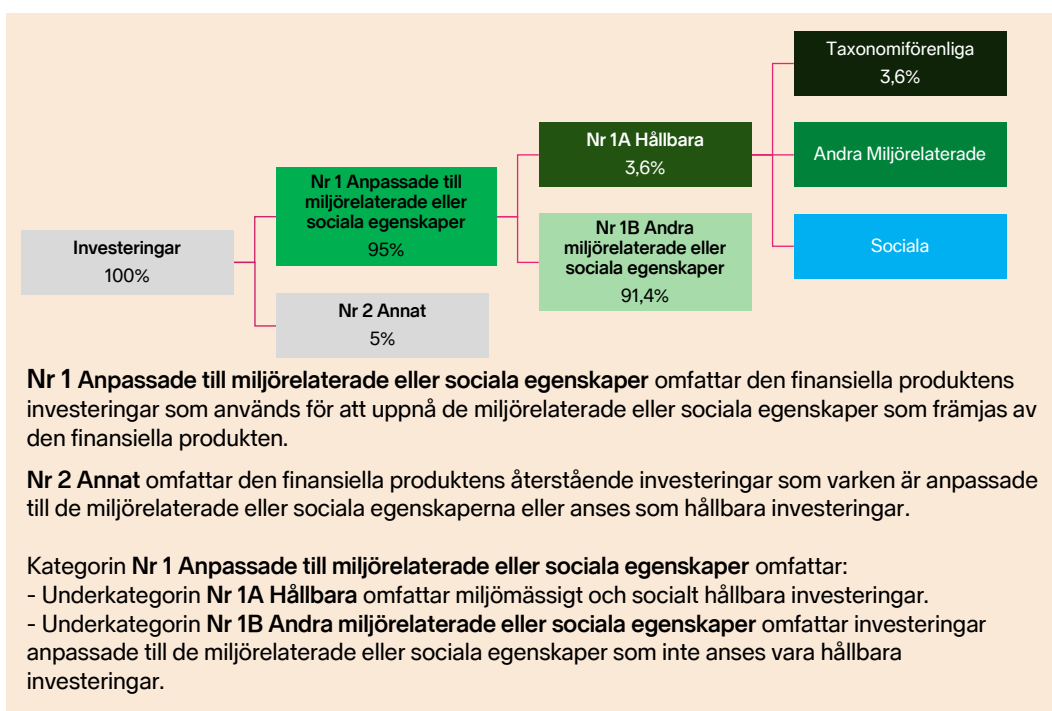 Taxonomiförenliga
3,6%
Nr 1A Hållbara
3,6%
Andra Miljörelaterade
Nr 1 Anpassade till
miljörelaterade eller
sociala egenskaper
95%
Nr 1B Andra
miljörelaterade eller
sociala egenskaper
91,4%
Sociala
Investeringar
100%
Nr 2 Annat
5%
Nr 1 Anpassade till miljörelaterade eller sociala egenskaper omfattar den finansiella produktens
investeringar som används för att uppnå de miljörelaterade eller sociala egenskaper som främjas av
den finansiella produkten.
Nr 2 Annat omfattar den finansiella produktens återstående investeringar som varken är anpassade
till de miljörelaterade eller sociala egenskaperna eller anses som hållbara investeringar.
Kategorin Nr 1 Anpassade till miljörelaterade eller sociala egenskaper omfattar:
- Underkategorin Nr 1A Hållbara omfattar miljömässigt och socialt hållbara investeringar.
- Underkategorin Nr 1B Andra miljörelaterade eller sociala egenskaper omfattar investeringar
anpassade till de miljörelaterade eller sociala egenskaper som inte anses vara hållbara
investeringar.